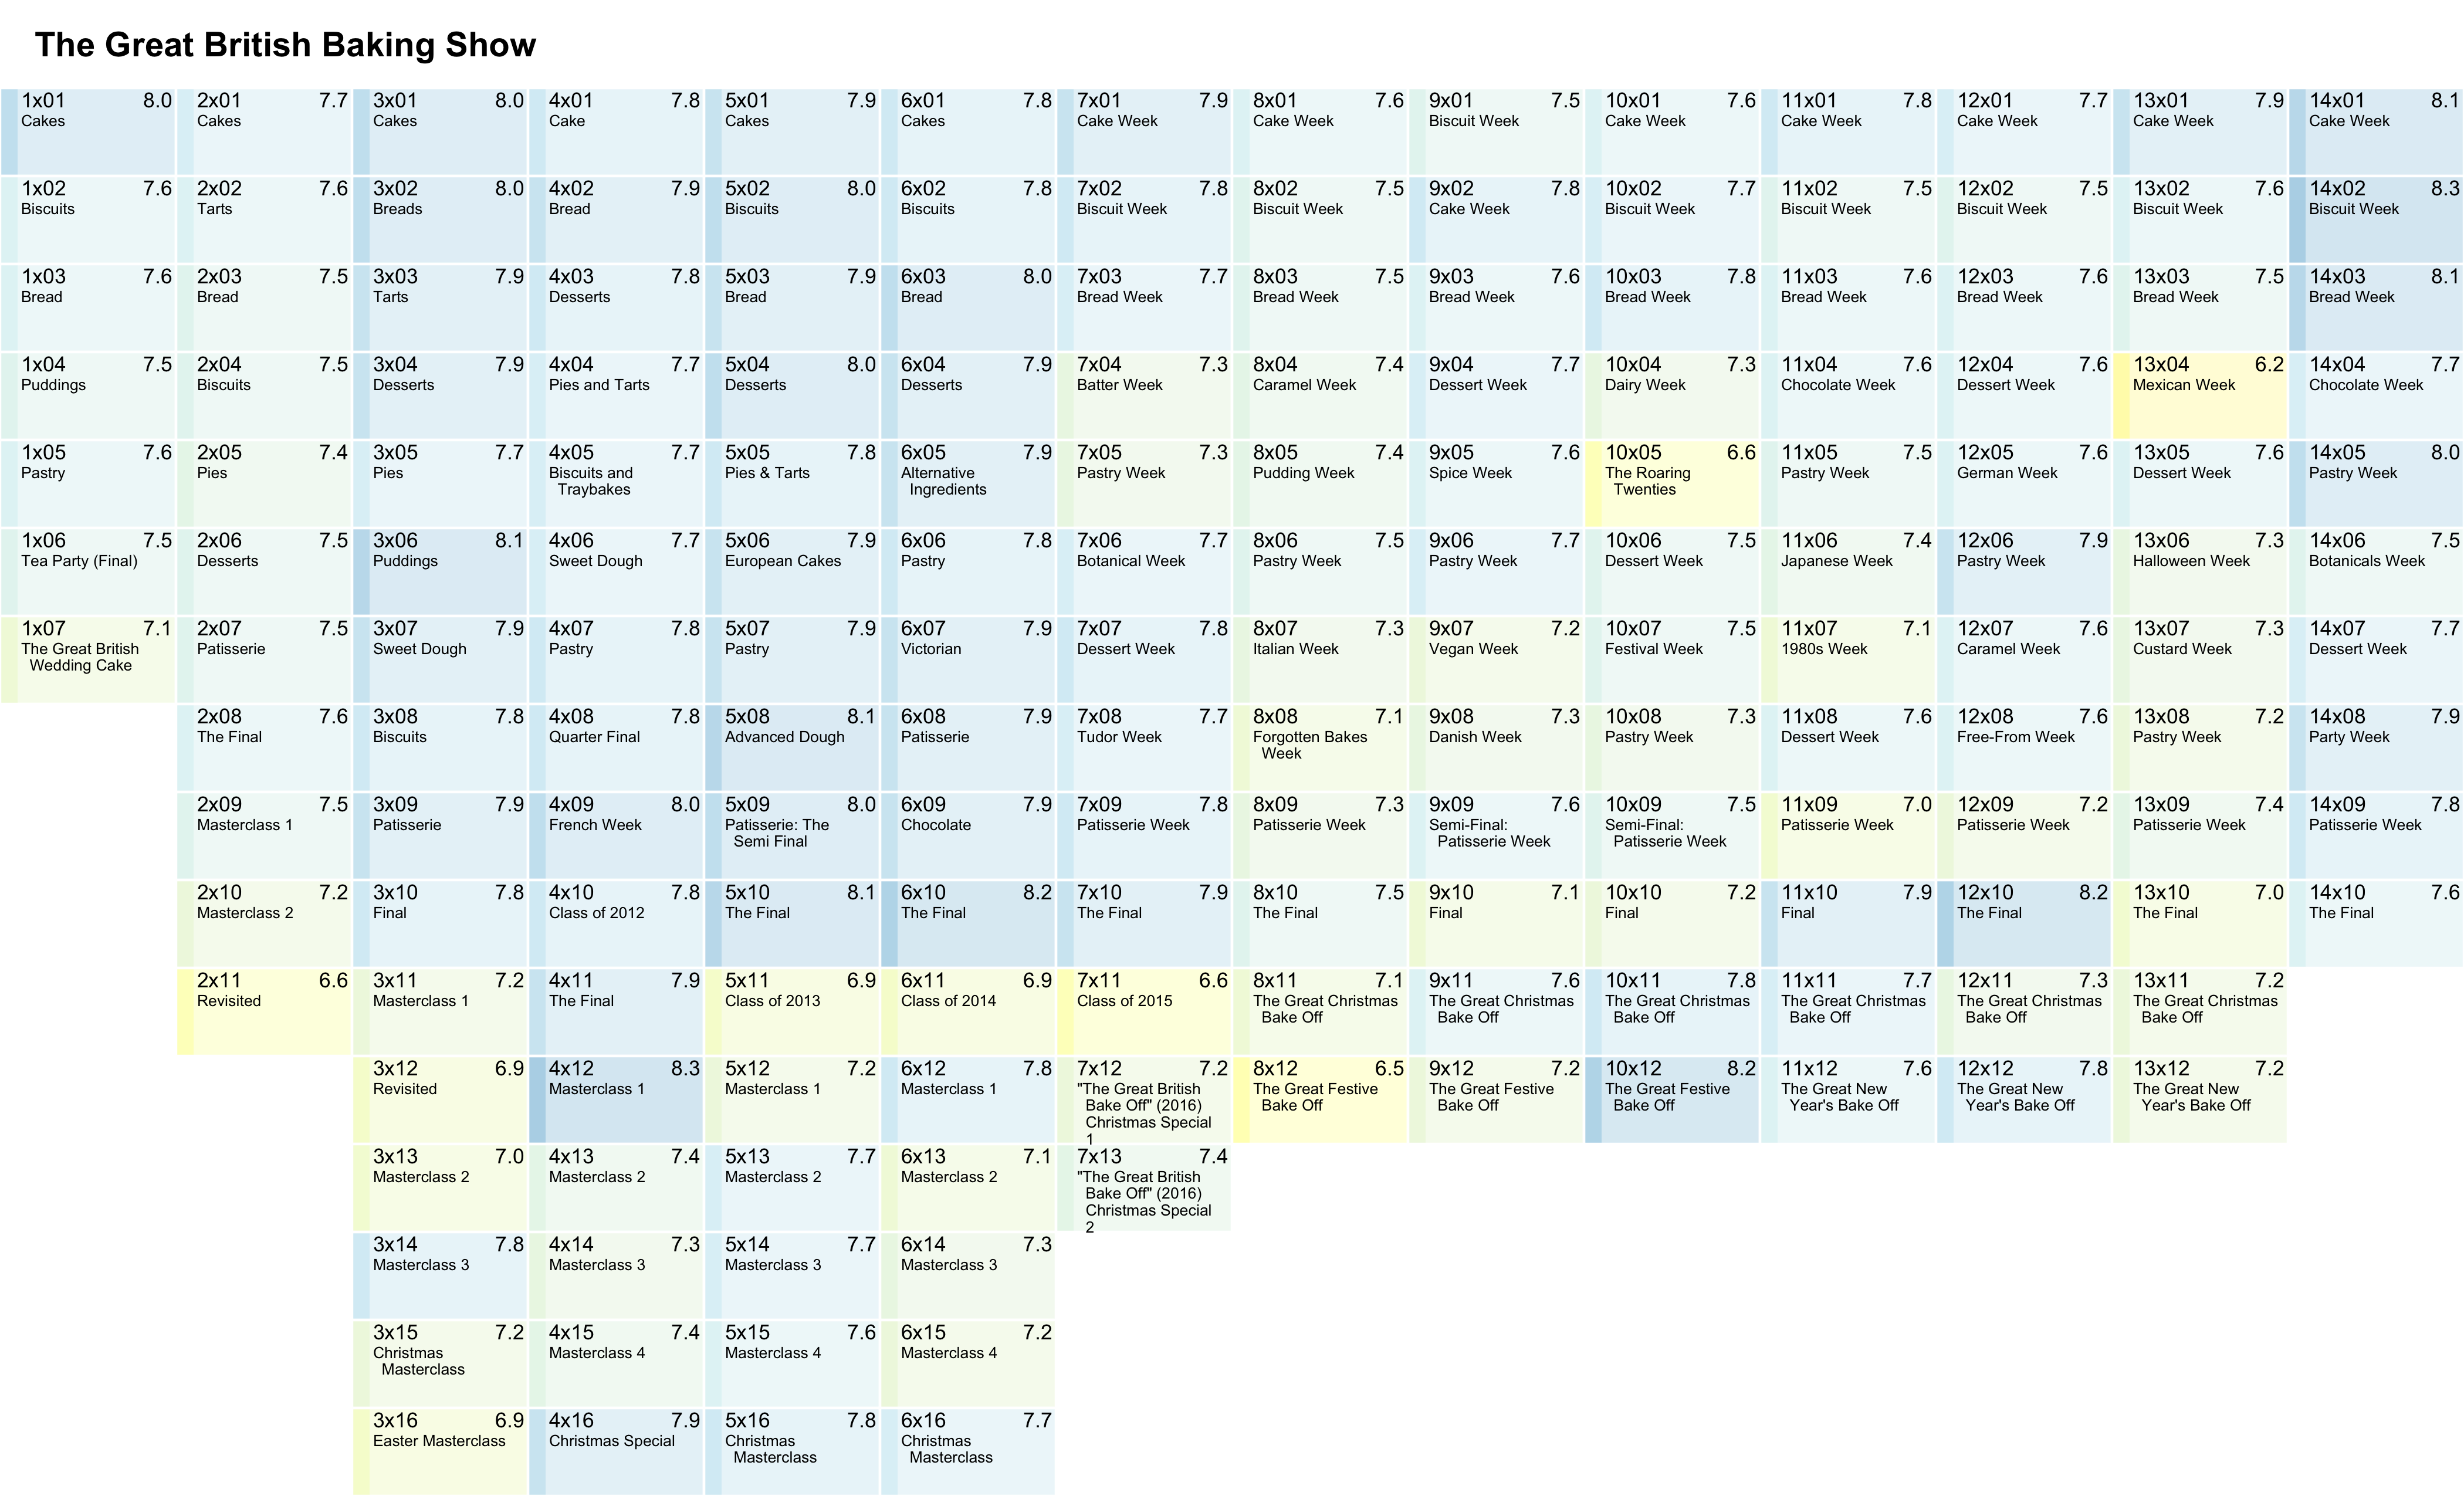 The Great British Baking Show
1x01 8.0 2x01 7.7 3x01 8.0 4x01 7.8 5x01 7.9 6x01 7.8 7x01 7.9 8x01 7.6 9x01 7.5 10x01 7.6 11x01 7.8 12x01 7.7 13x01 7.9 14x01 8.1
Cakes Cakes Cakes Cake Cakes Cakes Cake Week Cake Week Biscuit Week Cake Week Cake Week Cake Week Cake Week Cake Week
1x02 7.6 2x02 7.6 3x02 8.0 4x02 7.9 5x02 8.0 6x02 7.8 7x02 7.8 8x02 7.5 9x02 7.8 10x02 7.7 11x02 7.5 12x02 7.5 13x02 7.6 14x02 8.3
Biscuits Tarts Breads Bread Biscuits Biscuits Biscuit Week Biscuit Week Cake Week Biscuit Week Biscuit Week Biscuit Week Biscuit Week Biscuit Week
1x03 7.6 2x03 7.5 3x03 7.9 4x03 7.8 5x03 7.9 6x03 8.0 7x03 7.7 8x03 7.5 9x03 7.6 10x03 7.8 11x03 7.6 12x03 7.6 13x03 7.5 14x03 8.1
Bread Bread Tarts Desserts Bread Bread Bread Week Bread Week Bread Week Bread Week Bread Week Bread Week Bread Week Bread Week
1x04 7.5 2x04 7.5 3x04 7.9 4x04 7.7 5x04 8.0 6x04 7.9 7x04 7.3 8x04 7.4 9x04 7.7 10x04 7.3 11x04 7.6 12x04 7.6 13x04 6.2 14x04 7.7
Puddings Biscuits Desserts Pies and Tarts Desserts Desserts Batter Week Caramel Week Dessert Week Dairy Week Chocolate Week Dessert Week Mexican Week Chocolate Week
1x05 7.6 2x05 7.4 3x05 7.7 4x05 7.7 5x05 7.8 6x05 7.9 7x05 7.3 8x05 7.4 9x05 7.6 10x05 6.6 11x05 7.5 12x05 7.6 13x05 7.6 14x05 8.0
Pastry Pies Pies Biscuits and Pies & Tarts Alternative Pastry Week Pudding Week Spice Week The Roaring Pastry Week German Week Dessert Week Pastry Week
Traybakes Ingredients Twenties
1x06 7.5 2x06 7.5 3x06 8.1 4x06 7.7 5x06 7.9 6x06 7.8 7x06 7.7 8x06 7.5 9x06 7.7 10x06 7.5 11x06 7.4 12x06 7.9 13x06 7.3 14x06 7.5
Tea Party (Final) Desserts Puddings Sweet Dough European Cakes Pastry Botanical Week Pastry Week Pastry Week Dessert Week Japanese Week Pastry Week Halloween Week Botanicals Week
1x07 7.1 2x07 7.5 3x07 7.9 4x07 7.8 5x07 7.9 6x07 7.9 7x07 7.8 8x07 7.3 9x07 7.2 10x07 7.5 11x07 7.1 12x07 7.6 13x07 7.3 14x07 7.7
The Great British Patisserie Sweet Dough Pastry Pastry Victorian Dessert Week Italian Week Vegan Week Festival Week 1980s Week Caramel Week Custard Week Dessert Week
Wedding Cake
2x08 7.6 3x08 7.8 4x08 7.8 5x08 8.1 6x08 7.9 7x08 7.7 8x08 7.1 9x08 7.3 10x08 7.3 11x08 7.6 12x08 7.6 13x08 7.2 14x08 7.9
The Final Biscuits Quarter Final Advanced Dough Patisserie Tudor Week Forgotten Bakes Danish Week Pastry Week Dessert Week Free-From Week Pastry Week Party Week
Week
2x09 7.5 3x09 7.9 4x09 8.0 5x09 8.0 6x09 7.9 7x09 7.8 8x09 7.3 9x09 7.6 10x09 7.5 11x09 7.0 12x09 7.2 13x09 7.4 14x09 7.8
Masterclass 1 Patisserie French Week Patisserie: The Chocolate Patisserie Week Patisserie Week Semi-Final: Semi-Final: Patisserie Week Patisserie Week Patisserie Week Patisserie Week
Semi Final Patisserie Week Patisserie Week
2x10 7.2 3x10 7.8 4x10 7.8 5x10 8.1 6x10 8.2 7x10 7.9 8x10 7.5 9x10 7.1 10x10 7.2 11x10 7.9 12x10 8.2 13x10 7.0 14x10 7.6
Masterclass 2 Final Class of 2012 The Final The Final The Final The Final Final Final Final The Final The Final The Final
2x11 6.6 3x11 7.2 4x11 7.9 5x11 6.9 6x11 6.9 7x11 6.6 8x11 7.1 9x11 7.6 10x11 7.8 11x11 7.7 12x11 7.3 13x11 7.2
Revisited Masterclass 1 The Final Class of 2013 Class of 2014 Class of 2015 The Great Christmas The Great Christmas The Great Christmas The Great Christmas The Great Christmas The Great Christmas
Bake Off Bake Off Bake Off Bake Off Bake Off Bake Off
3x12 6.9 4x12 8.3 5x12 7.2 6x12 7.8 7x12 7.2 8x12 6.5 9x12 7.2 10x12 8.2 11x12 7.6 12x12 7.8 13x12 7.2
Revisited Masterclass 1 Masterclass 1 Masterclass 1 "The Great British The Great Festive The Great Festive The Great Festive The Great New The Great New The Great New
Bake Off" (2016) Bake Off Bake Off Bake Off Year's Bake Off Year's Bake Off Year's Bake Off
Christmas Special
1
3x13 7.0 4x13 7.4 5x13 7.7 6x13 7.1 7x13 7.4
Masterclass 2 Masterclass 2 Masterclass 2 Masterclass 2 "The Great British
Bake Off" (2016)
Christmas Special
2
3x14 7.8 4x14 7.3 5x14 7.7 6x14 7.3
Masterclass 3 Masterclass 3 Masterclass 3 Masterclass 3
3x15 7.2 4x15 7.4 5x15 7.6 6x15 7.2
Christmas Masterclass 4 Masterclass 4 Masterclass 4
Masterclass
3x16 6.9 4x16 7.9 5x16 7.8 6x16 7.7
Easter Masterclass Christmas Special Christmas Christmas
Masterclass Masterclass